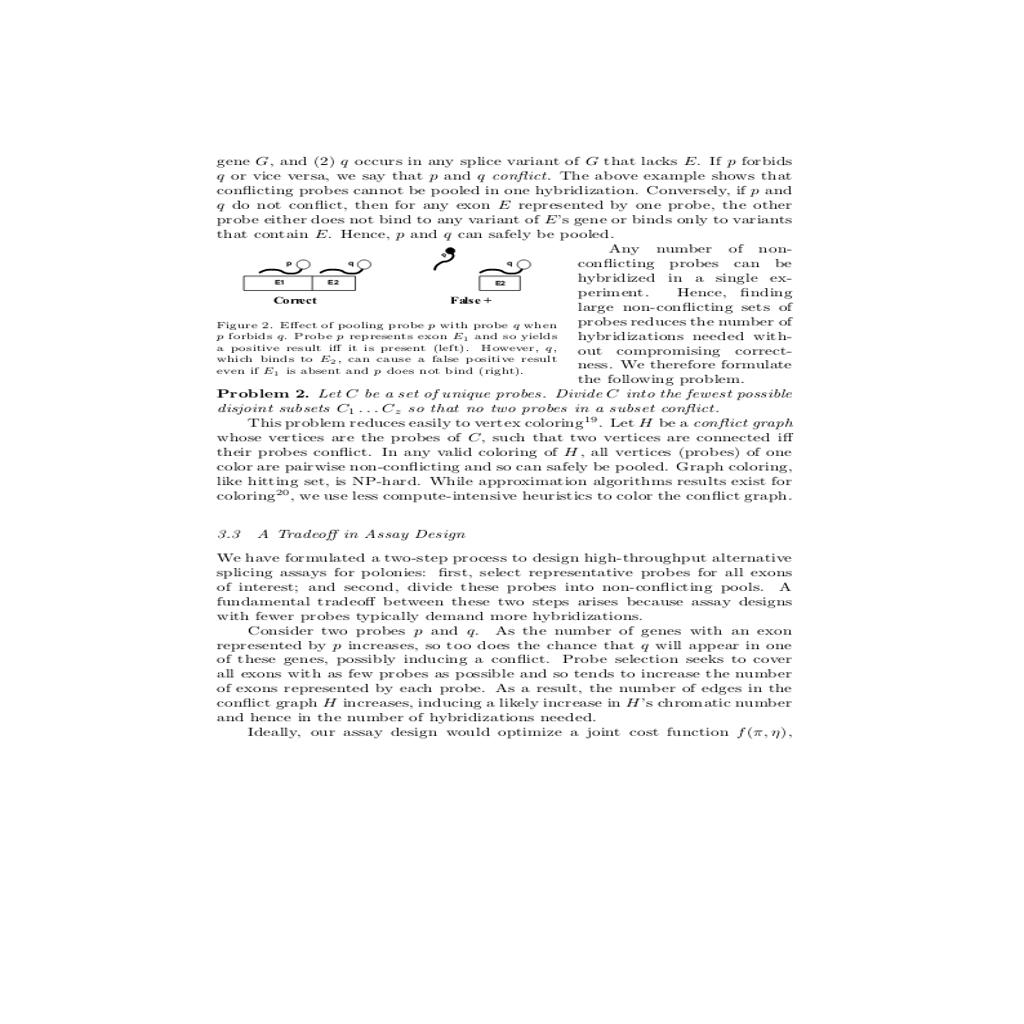 gene G, and (2) q occurs in any splice variant of G that lacks E. If p forbids
q or vice versa, we say that p and q conflict. The above example shows that
conflicting probes cannot be pooled in one hybridization. Conversely, if p and
q do not conflict, then for any exon E represented by one probe, the other
probe either does not bind to any variant of E's gene or binds only to variants
that contain E. Hence, p and q can safely be pooled.
p q
E1 E2
Correct
q
E2
False +
Figure 2. Effect of pooling probe p with probe q when
p forbids q. Probe p represents exon E₁ and so yields
a positive result iff it is present (left). However, q,
which binds to E₂, can cause a false positive result
even if E₁ is absent and p does not bind (right).
Any number of non-
conflicting probes can be
hybridized in a single ex-
periment. Hence, finding
large non-conflicting sets of
probes reduces the number of
hybridizations needed with-
out compromising correct-
ness. We therefore formulate
the following problem.
Problem 2. Let C be a set of unique probes. Divide C into the fewest possible
disjoint subsets C₁ . . . C_z so that no two probes in a subset conflict.
This problem reduces easily to vertex coloring¹⁹. Let H be a conflict graph
whose vertices are the probes of C, such that two vertices are connected iff
their probes conflict. In any valid coloring of H, all vertices (probes) of one
color are pairwise non-conflicting and so can safely be pooled. Graph coloring,
like hitting set, is NP-hard. While approximation algorithms results exist for
coloring²⁰, we use less compute-intensive heuristics to color the conflict graph.
3.3 A Tradeoff in Assay Design
We have formulated a two-step process to design high-throughput alternative
splicing assays for polonies: first, select representative probes for all exons
of interest; and second, divide these probes into non-conflicting pools. A
fundamental tradeoff between these two steps arises because assay designs
with fewer probes typically demand more hybridizations.
Consider two probes p and q. As the number of genes with an exon
represented by p increases, so too does the chance that q will appear in one
of these genes, possibly inducing a conflict. Probe selection seeks to cover
all exons with as few probes as possible and so tends to increase the number
of exons represented by each probe. As a result, the number of edges in the
conflict graph H increases, inducing a likely increase in H's chromatic number
and hence in the number of hybridizations needed.
Ideally, our assay design would optimize a joint cost function f(π, η),